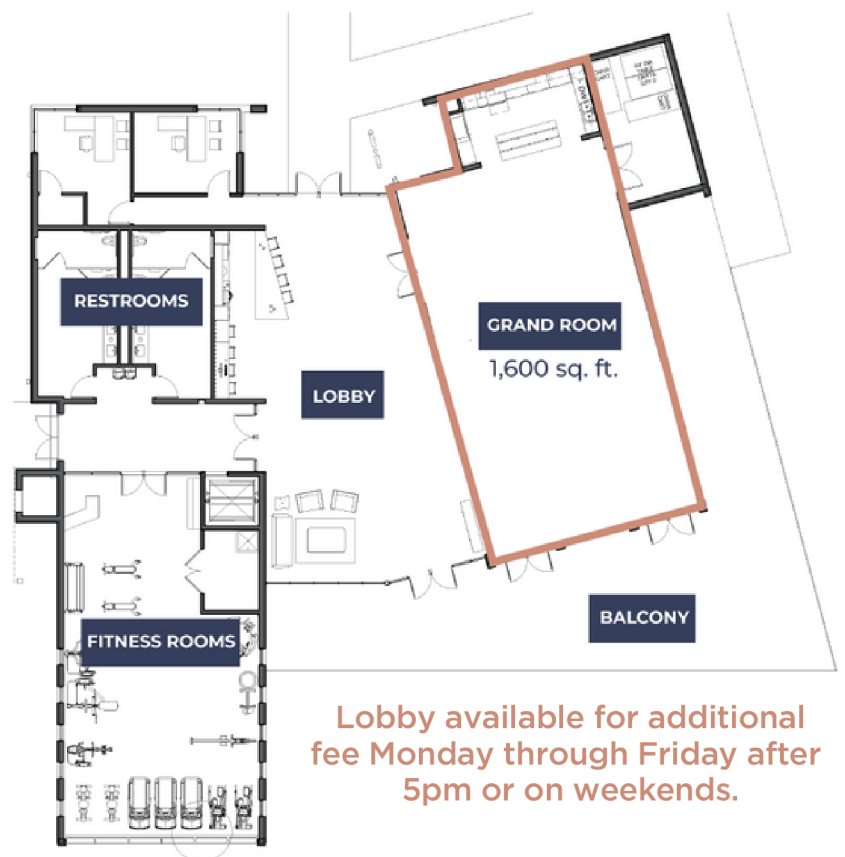 RESTROOMS
GRAND ROOM
1,600 sq. ft.
LOBBY
BALCONY
FITNESS ROOMS
Lobby available for additional
fee Monday through Friday after
5pm or on weekends.